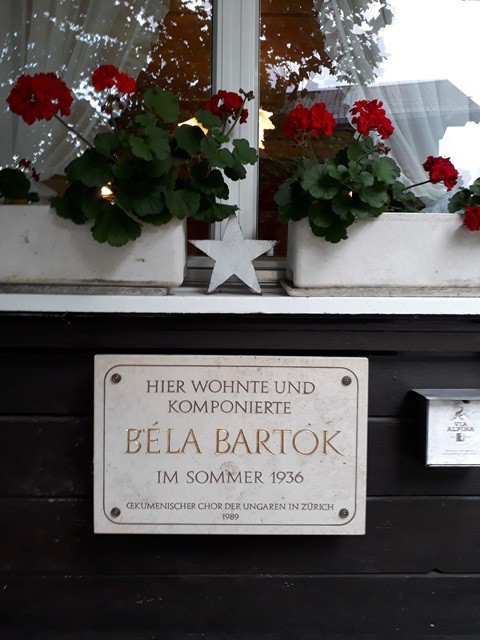 HIER WOHNTE UND
KOMPONIERTE
BÉLA BARTÓK
IM SOMMER 1936
ŒKUMENISCHER CHOR DER UNGAREN IN ZÜRICH
1989
VIA
ALPINA